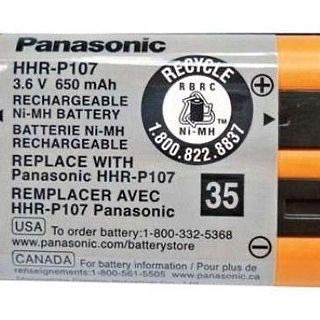 Panasonic
HHR-P107
3.6 V 650 mAh
RECHARGEABLE
Ni-MH BATTERY
BATTERIE Ni-MH
RECHARGEABLE
REPLACE WITH
Panasonic HHR-P107
REMPLACER AVEC
HHR-P107 Panasonic
RECYCLE
RBRC
Ni-MH
1.800.822.8837
35
USA To order battery:1-800-332-5368
www.panasonic.com/batterystore
CANADA For battery information / Pour plus de
renseignements:1-800-561-5505 www.panasonic.ca